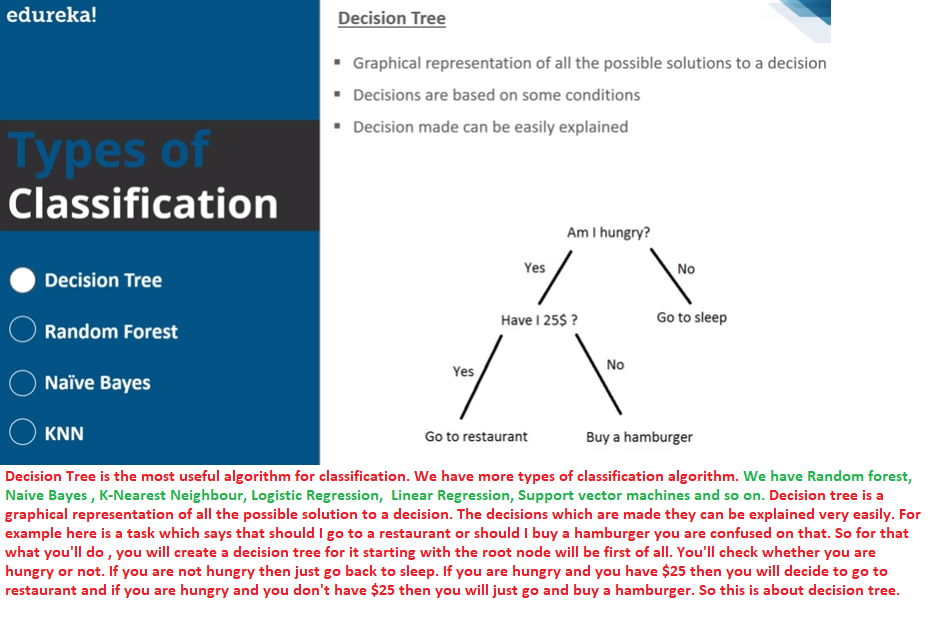 edureka!
Types of
Classification
Decision Tree
Random Forest
Naïve Bayes
KNN
Decision Tree
▪ Graphical representation of all the possible solutions to a decision
▪ Decisions are based on some conditions
▪ Decision made can be easily explained
Am I hungry?
Yes
No
Have I 25$ ?
Go to sleep
Yes
No
Go to restaurant
Buy a hamburger
Decision Tree is the most useful algorithm for classification. We have more types of classification algorithm. We have Random forest,
Naive Bayes , K-Nearest Neighbour, Logistic Regression, Linear Regression, Support vector machines and so on. Decision tree is a
graphical representation of all the possible solution to a decision. The decisions which are made they can be explained very easily. For
example here is a task which says that should I go to a restaurant or should I buy a hamburger you are confused on that. So for that
what you'll do , you will create a decision tree for it starting with the root node will be first of all. You'll check whether you are
hungry or not. If you are not hungry then just go back to sleep. If you are hungry and you have $25 then you will decide to go to
restaurant and if you are hungry and you don't have $25 then you will just go and buy a hamburger. So this is about decision tree.